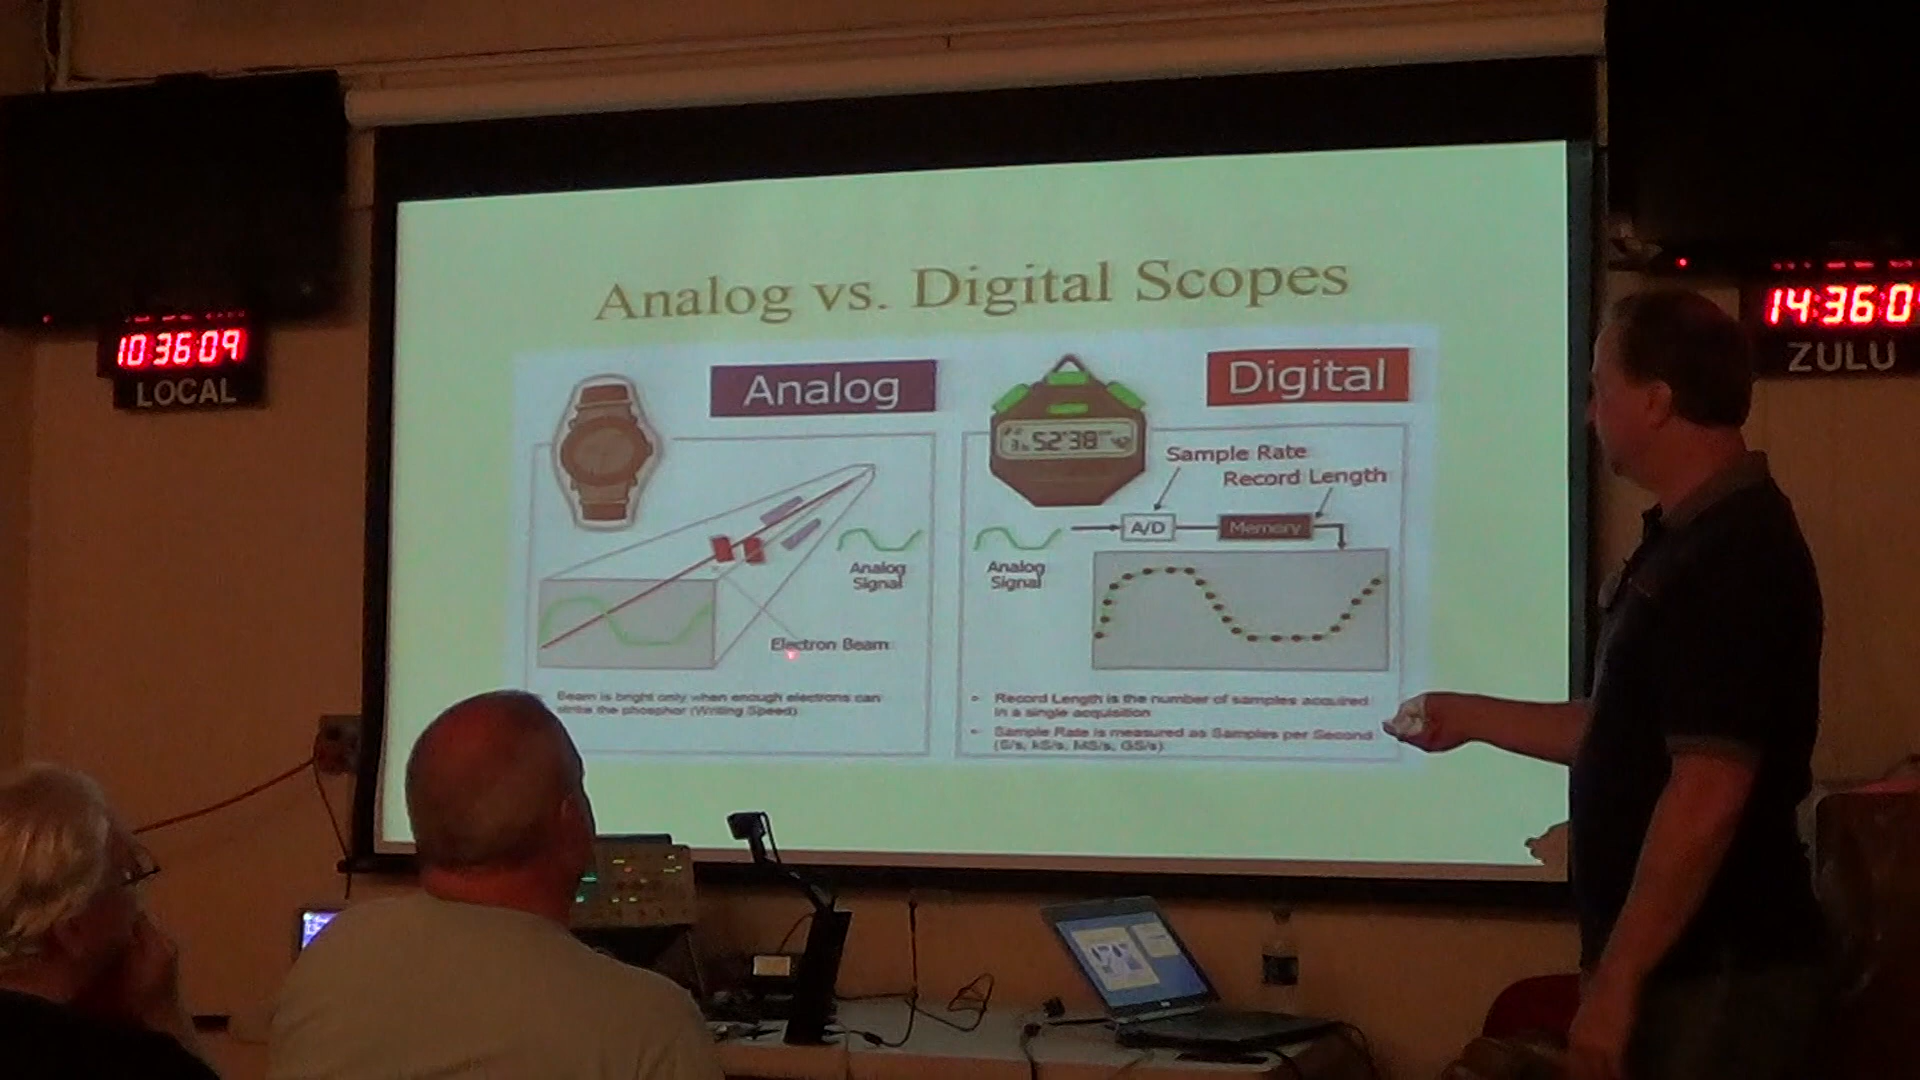 10 36 09
LOCAL
14:36:0
ZULU
Analog vs. Digital Scopes
Analog
Analog
Signal
Electron Beam
Beam is bright only when enough electrons can
strike the phosphor (Writing Speed)
Digital
52'38
Sample Rate
Record Length
A/D
Memory
Analog
Signal
- Record Length is the number of samples acquired
in a single acquisition
- Sample Rate is measured as Samples per Second
(S/s, kS/s, MS/s, GS/s)